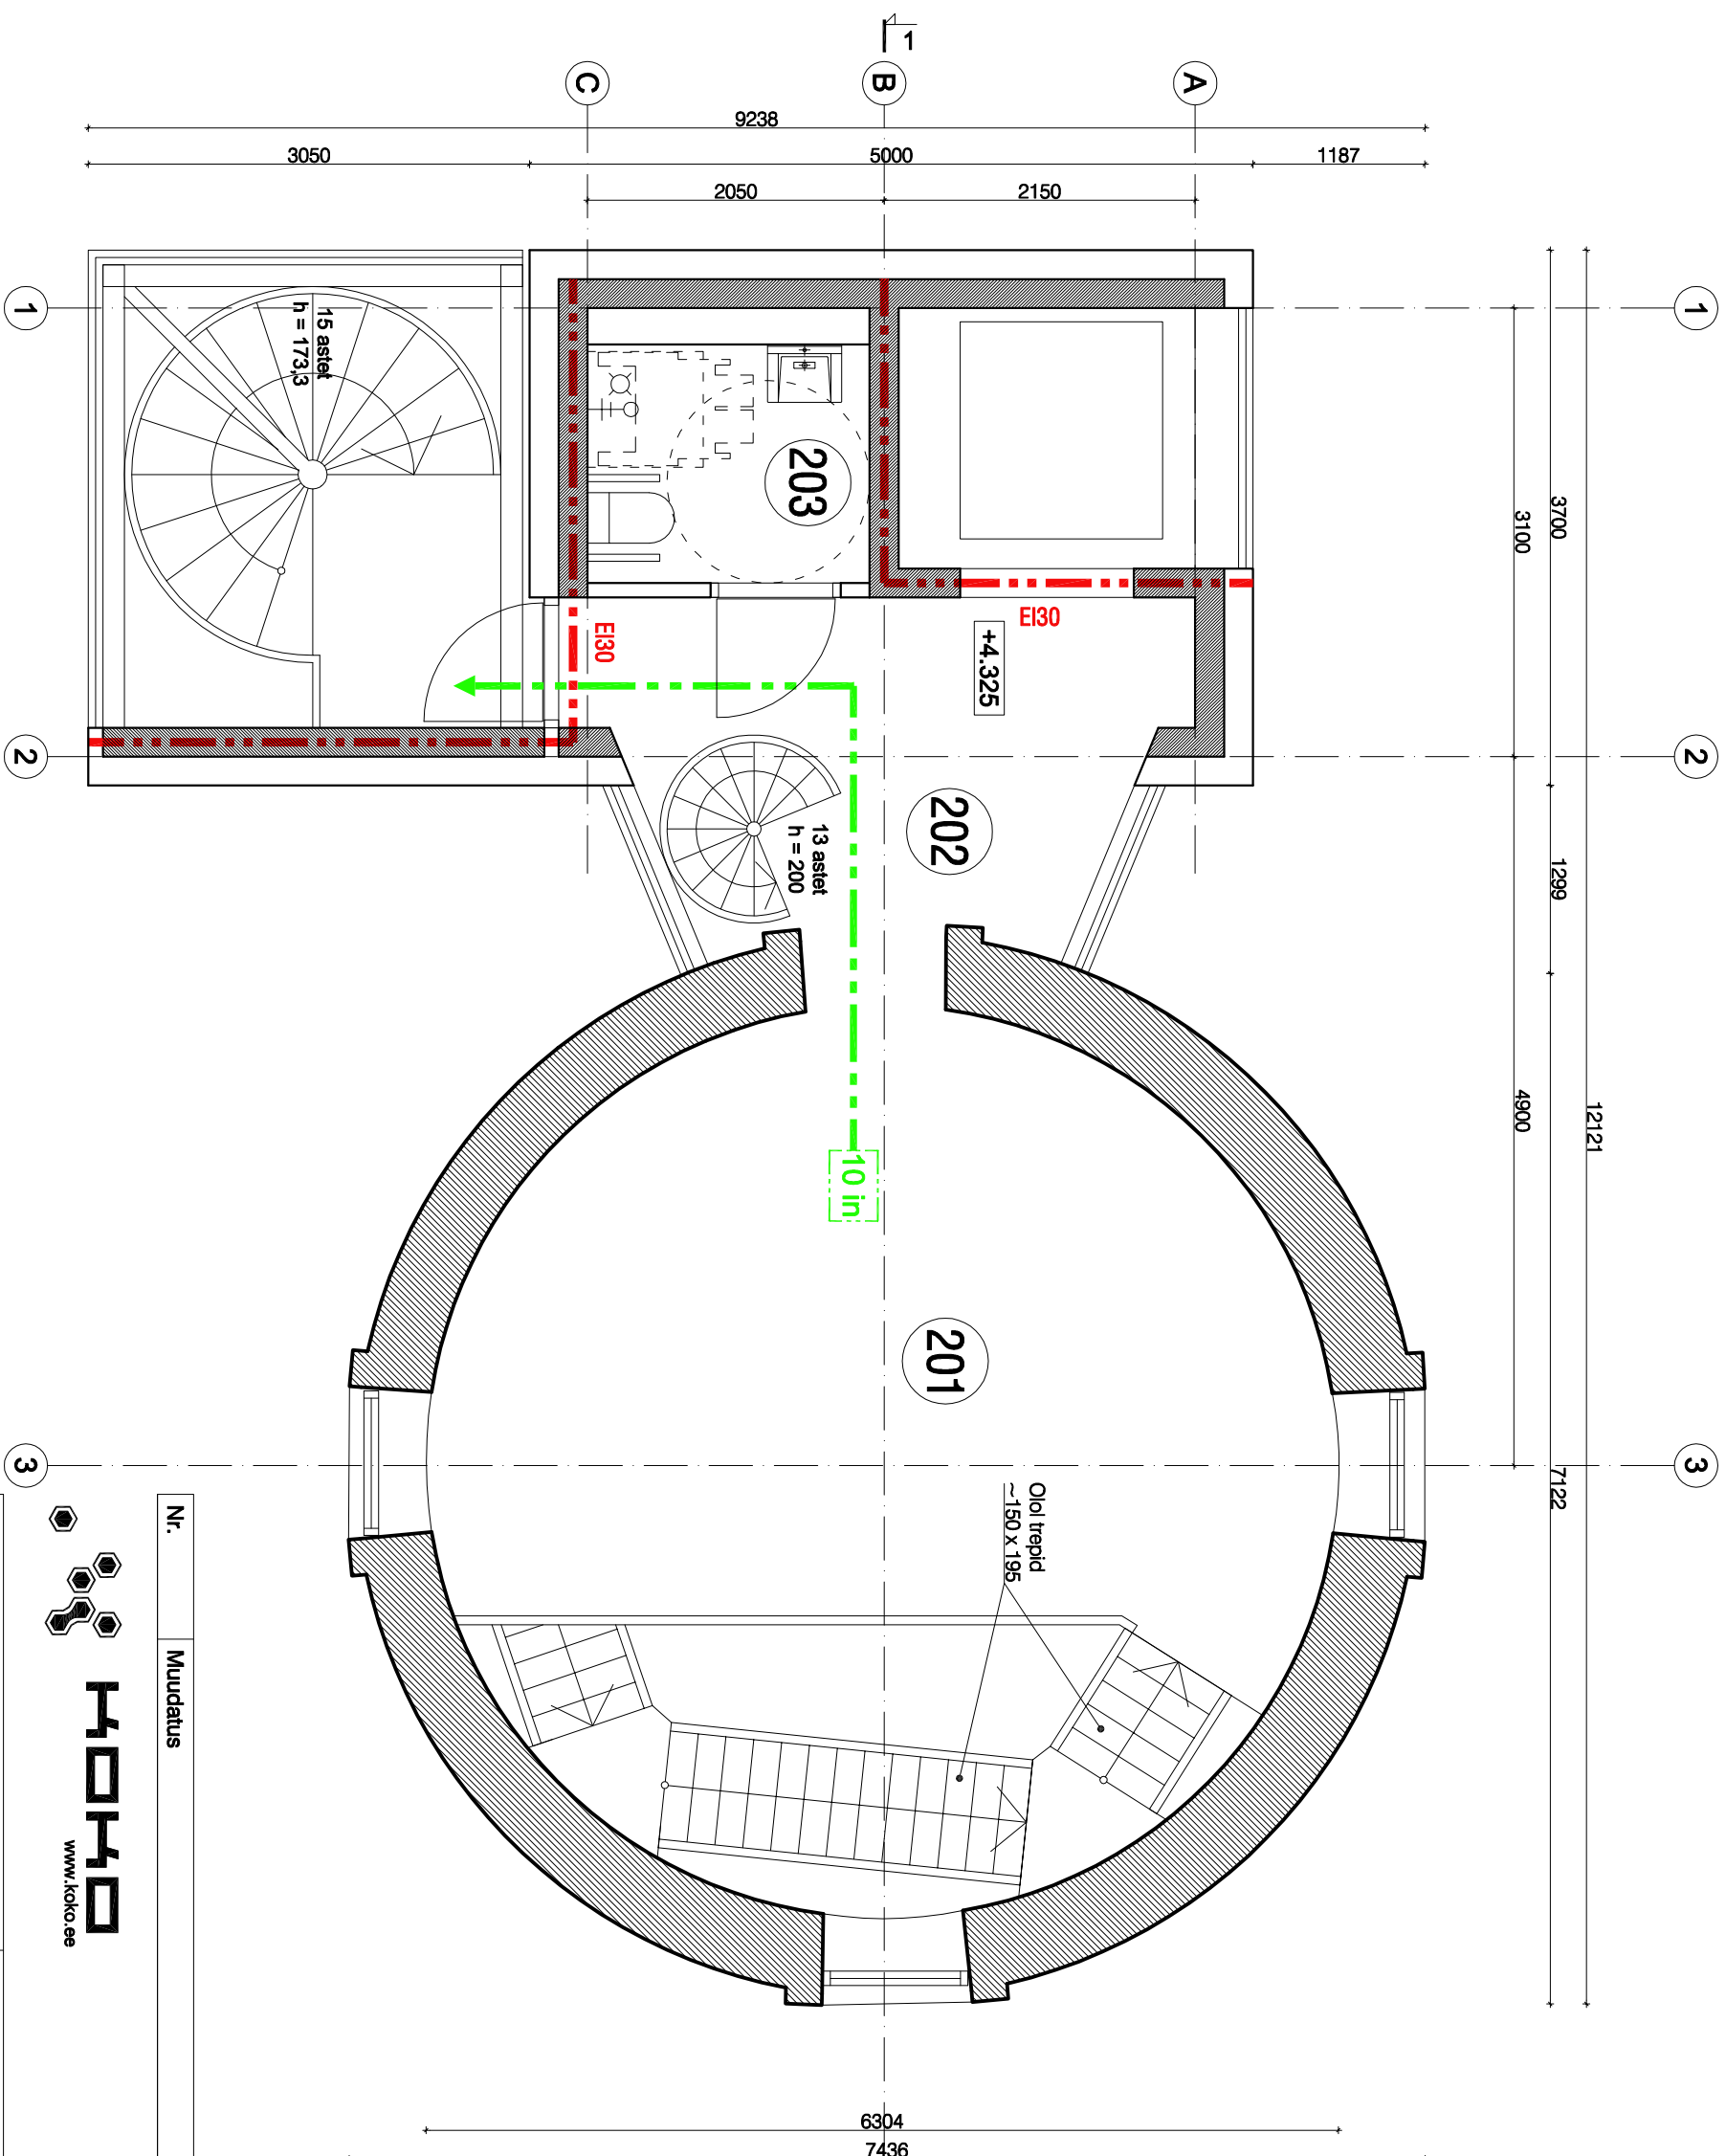 1
C
B
A
9238
3050
5000
1187
2050
2150
1
1
15 astet
h = 173,3
203
EI30
EI30
+4.325
3700
3100
2
2
202
13 astet
h = 200
1299
4900
12121
10 in
201
3
3
7122
Olol trepid
~150 x 195
Nr.
Muudatus
KOKO
www.koko.ee
6304
7436